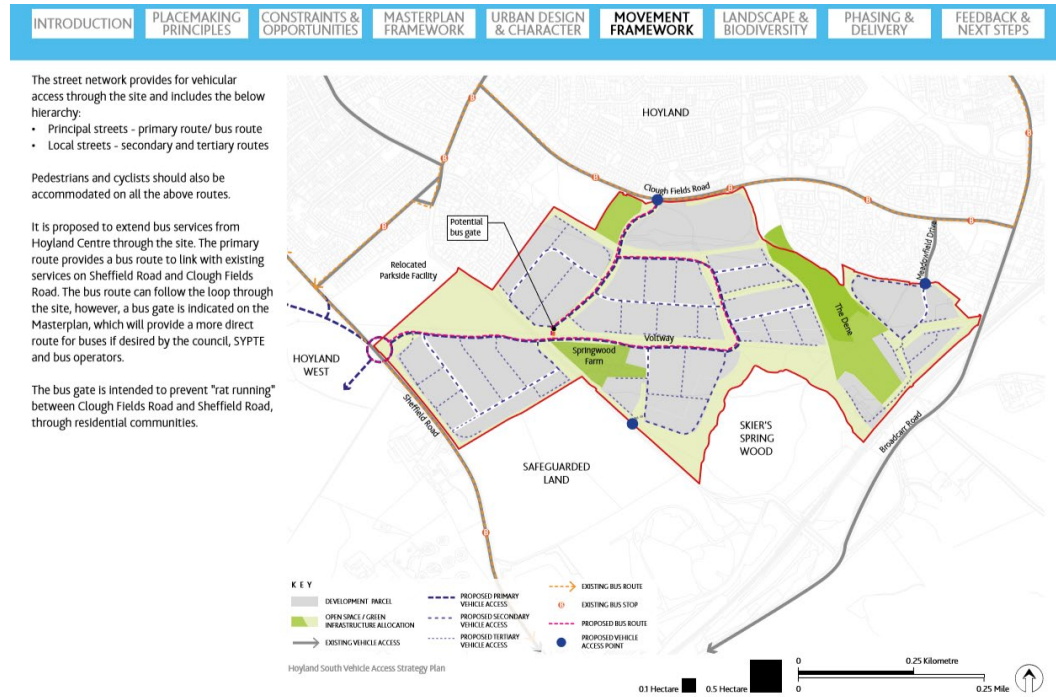 INTRODUCTION
PLACEMAKING
PRINCIPLES
CONSTRAINTS &
OPPORTUNITIES
MASTERPLAN
FRAMEWORK
URBAN DESIGN
& CHARACTER
MOVEMENT
FRAMEWORK
LANDSCAPE &
BIODIVERSITY
PHASING &
DELIVERY
FEEDBACK &
NEXT STEPS
The street network provides for vehicular
access through the site and includes the below
hierarchy:
• Principal streets - primary route/ bus route
• Local streets - secondary and tertiary routes
Pedestrians and cyclists should also be
accommodated on all the above routes.
It is proposed to extend bus services from
Hoyland Centre through the site. The primary
route provides a bus route to link with existing
services on Sheffield Road and Clough Fields
Road. The bus route can follow the loop through
the site, however, a bus gate is indicated on the
Masterplan, which will provide a more direct
route for buses if desired by the council, SYPTE
and bus operators.
The bus gate is intended to prevent "rat running"
between Clough Fields Road and Sheffield Road,
through residential communities.
HOYLAND
Clough Fields Road
Potential
bus gate
Relocated
Parkside Facility
Meadowfield Drive
The Dene
Voltway
Springwood
Farm
HOYLAND
WEST
Sheffield Road
SKIER'S
SPRING
WOOD
Broadcarr Road
SAFEGUARDED
LAND
KEY
DEVELOPMENT PARCEL
OPEN SPACE / GREEN
INFRASTRUCTURE ALLOCATION
EXISTING VEHICLE ACCESS
PROPOSED PRIMARY
VEHICLE ACCESS
PROPOSED SECONDARY
VEHICLE ACCESS
PROPOSED TERTIARY
VEHICLE ACCESS
EXISTING BUS ROUTE
B EXISTING BUS STOP
PROPOSED BUS ROUTE
PROPOSED VEHICLE
ACCESS POINT
Hoyland South Vehicle Access Strategy Plan
0.1 Hectare
0.5 Hectare
0 0.25 Kilometre
0 0.25 Mile